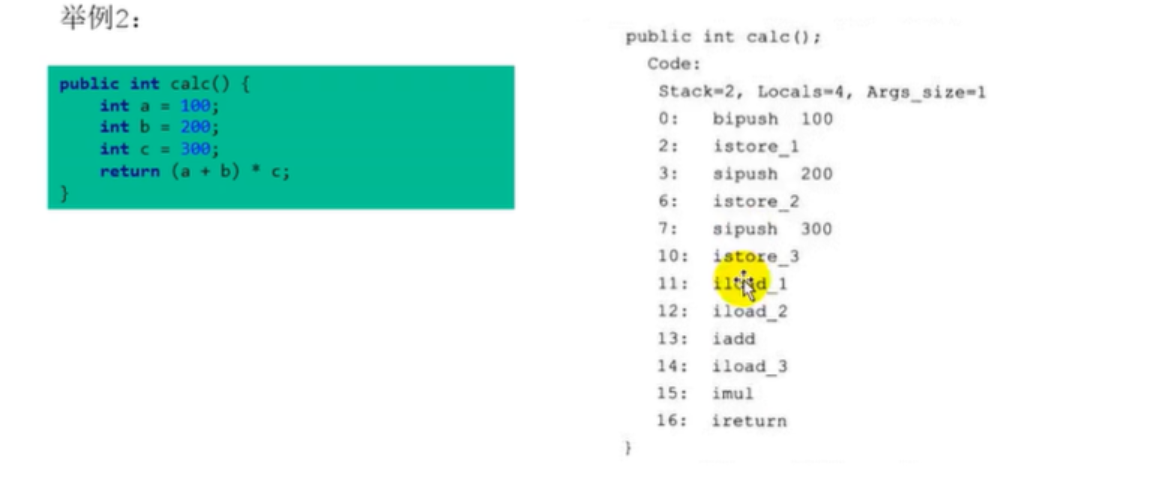 举例2：
public int calc() {
int a = 100;
int b = 200;
int c = 300;
return (a + b) * c;
}
public int calc();
Code:
Stack=2, Locals=4, Args_size=1
0: bipush 100
2: istore_1
3: sipush 200
6: istore_2
7: sipush 300
10: istore_3
11: iload_1
12: iload_2
13: iadd
14: iload_3
15: imul
16: ireturn
}